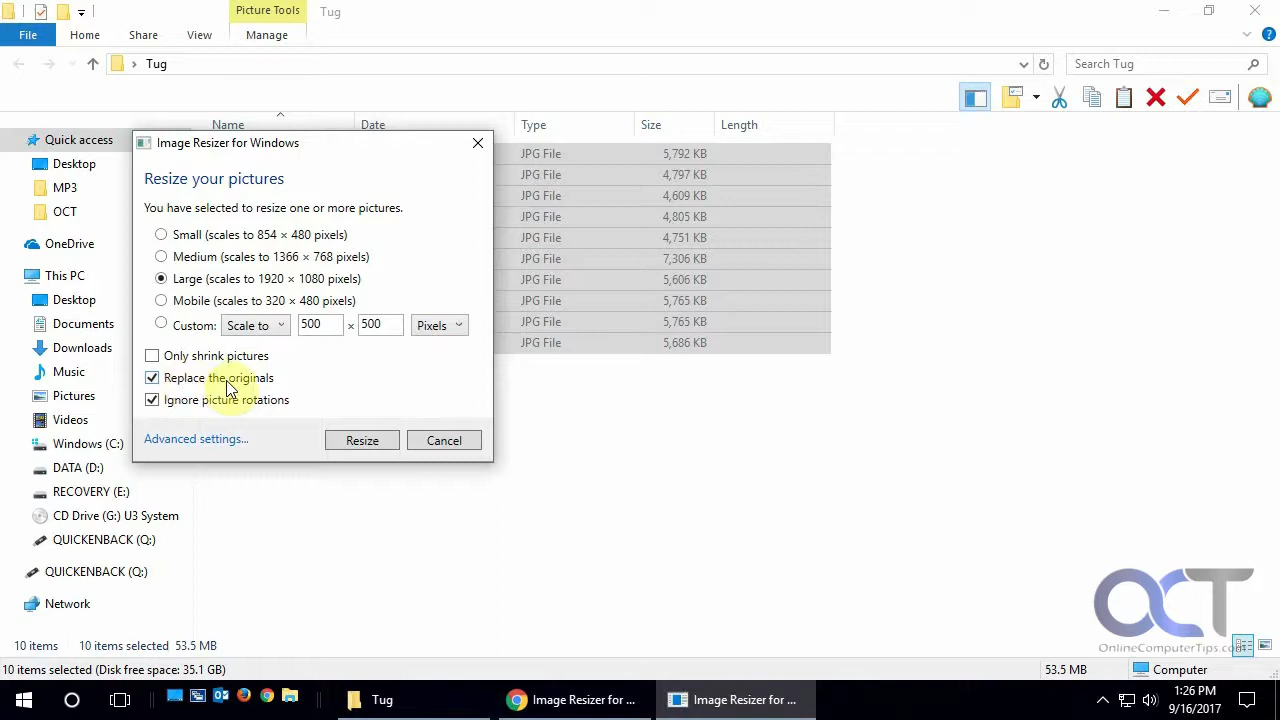 Picture Tools
Tug
File
Home
Share
View
Manage
Tug
Search Tug
Name
Date
Type
Size
Length
Quick access
Desktop
MP3
OCT
OneDrive
This PC
Desktop
Documents
Downloads
Music
Pictures
Videos
Windows (C:)
DATA (D:)
RECOVERY (E:)
CD Drive (G:) U3 System
QUICKENBACK (Q:)
QUICKENBACK (Q:)
Network
JPG File 5,792 KB
JPG File 4,797 KB
JPG File 4,609 KB
JPG File 4,805 KB
JPG File 4,751 KB
JPG File 7,306 KB
JPG File 5,606 KB
JPG File 5,765 KB
JPG File 5,765 KB
JPG File 5,686 KB
Image Resizer for Windows
Resize your pictures
You have selected to resize one or more pictures.
Small (scales to 854 × 480 pixels)
Medium (scales to 1366 × 768 pixels)
Large (scales to 1920 × 1080 pixels)
Mobile (scales to 320 × 480 pixels)
Custom: Scale to 500 × 500 Pixels
Only shrink pictures
Replace the originals
Ignore picture rotations
Advanced settings...
Resize
Cancel
OCT
OnlineComputerTips.com
10 items 10 items selected 53.5 MB
10 items selected (Disk free space: 35.1 GB)
53.5 MB
Computer
Tug
Image Resizer for ...
Image Resizer for ...
1:26 PM
9/16/2017